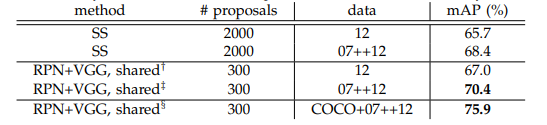 method # proposals data mAP (%)
SS 2000 12 65.7
SS 2000 07++12 68.4
RPN+VGG, shared† 300 12 67.0
RPN+VGG, shared‡ 300 07++12 70.4
RPN+VGG, shared§ 300 COCO+07++12 75.9